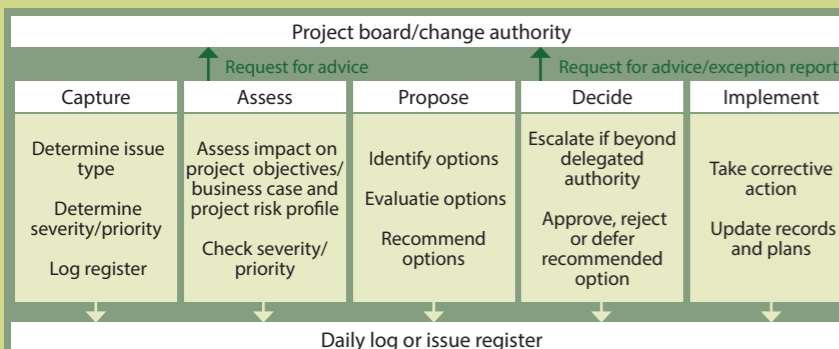 Project board/change authority
Request for advice
Request for advice/exception report
Capture
Determine issue
type
Determine
severity/priority
Log register
Assess
Assess impact on
project objectives/
business case and
project risk profile
Check severity/
priority
Propose
Identify options
Evaluatie options
Recommend
options
Decide
Escalate if beyond
delegated
authority
Approve, reject
or defer
recommended
option
Implement
Take corrective
action
Update records
and plans
Daily log or issue register